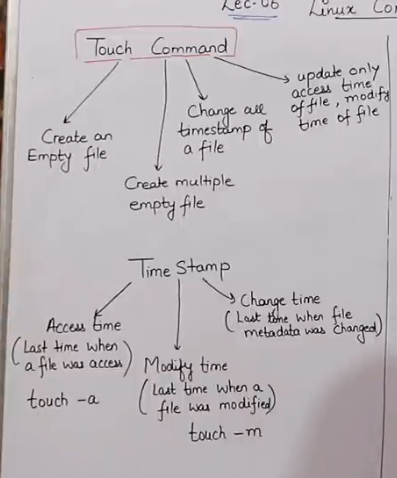 Lec-06 Linux Co
Touch Command
Create an
Empty file
Create multiple
empty file
Change all
timestamp of
a file
update only
access time
of file, modify
time of file
Time Stamp
Access time
(Last time when
a file was access)
touch -a
Modify time
(Last time when a
file was modified)
touch -m
Change time
(Last time when file
metadata was changed)